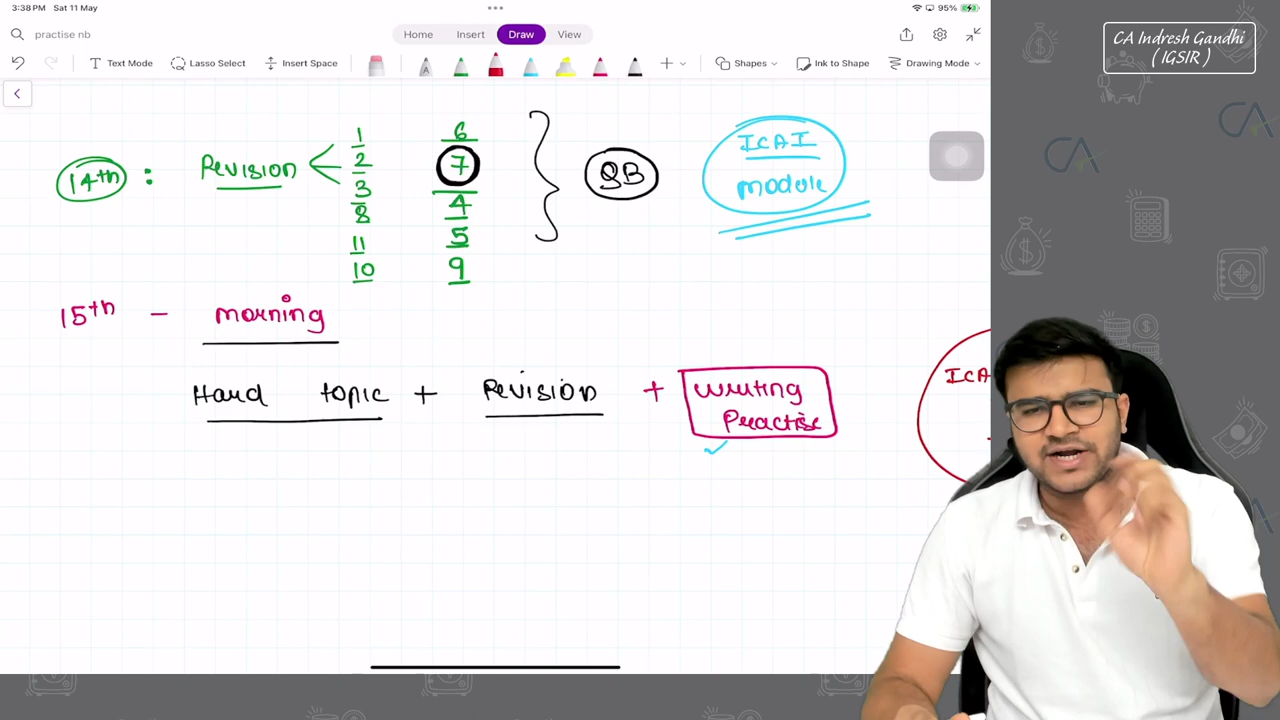 3:38 PM Sat 11 May
95%
practise nb
Home Insert Draw View
Text Mode Lasso Select Insert Space Shapes Ink to Shape Drawing Mode
CA Indresh Gandhi
(IGSIR)
14th : Revision
1
2
3
8
11
10
6
7
4
5
9
QB
ICAI
module
15th - morning
Hard topic + Revision + Writing
Practise
ICA
CA
CA